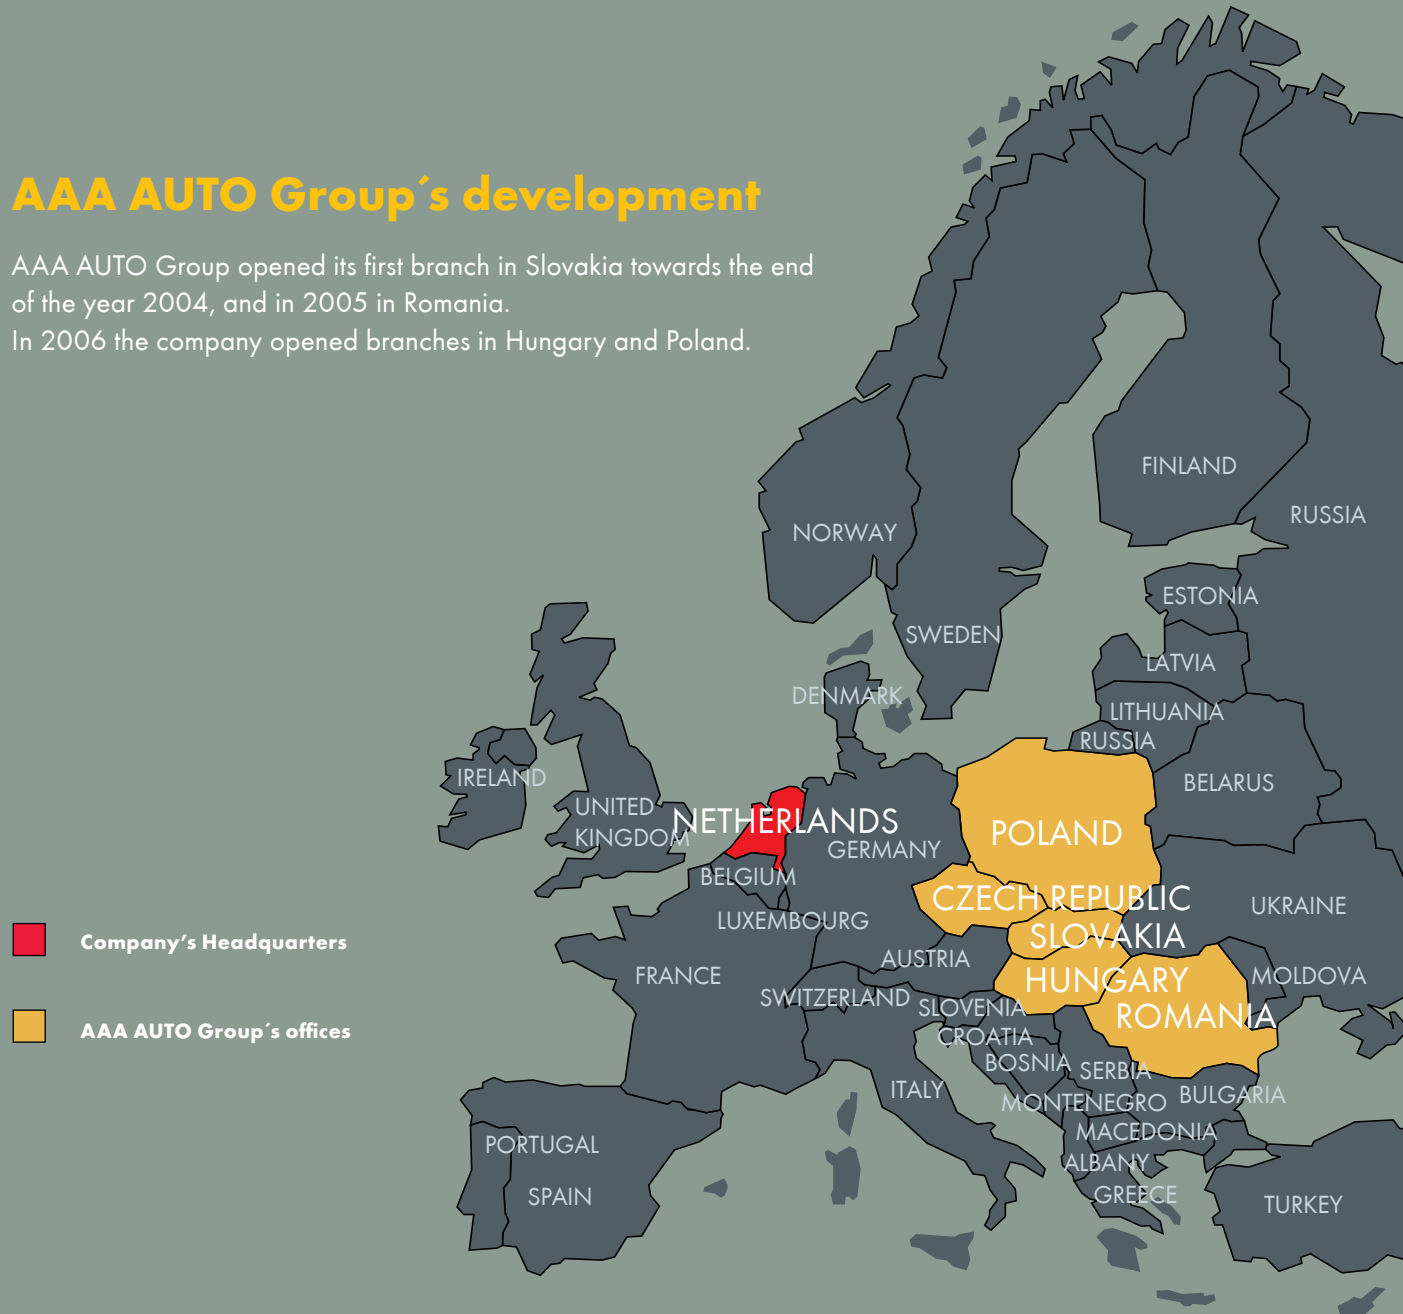 AAA AUTO Group´s development
AAA AUTO Group opened its first branch in Slovakia towards the end
of the year 2004, and in 2005 in Romania.
In 2006 the company opened branches in Hungary and Poland.
FINLAND
RUSSIA
NORWAY
ESTONIA
SWEDEN
LATVIA
DENMARK
LITHUANIA
RUSSIA
IRELAND
BELARUS
UNITED
KINGDOM
NETHERLANDS
POLAND
GERMANY
BELGIUM
CZECH REPUBLIC
UKRAINE
LUXEMBOURG
SLOVAKIA
Company’s Headquarters
AUSTRIA
FRANCE
HUNGARY
MOLDOVA
SWITZERLAND
SLOVENIA
ROMANIA
AAA AUTO Group´s offices
CROATIA
BOSNIA
SERBIA
ITALY
BULGARIA
MONTENEGRO
MACEDONIA
PORTUGAL
ALBANY
SPAIN
GREECE
TURKEY